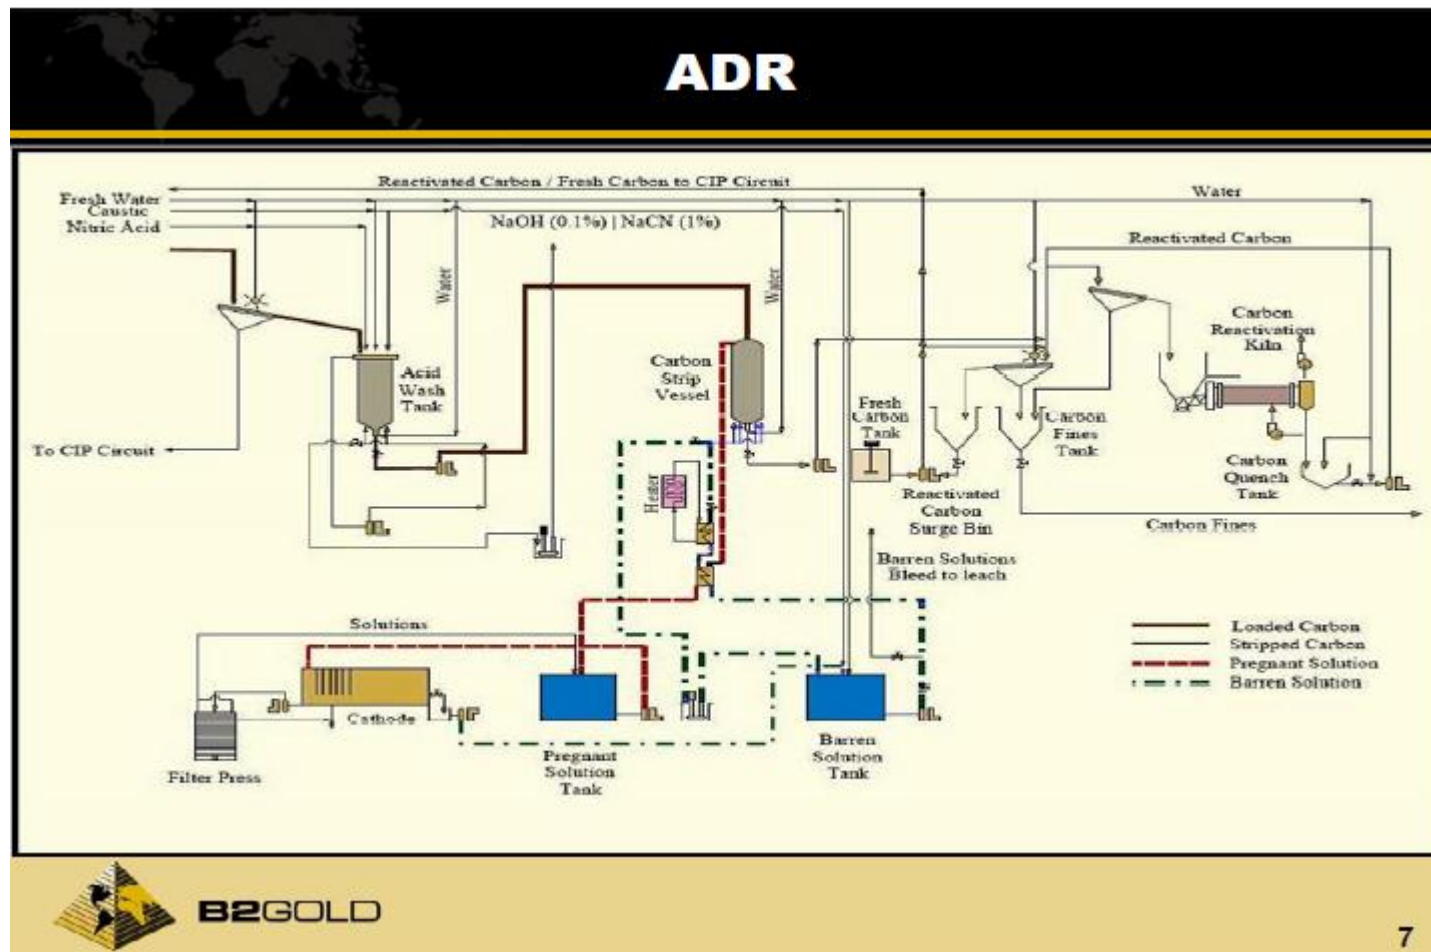 ADR
Reactivated Carbon / Fresh Carbon to CIP Circuit
Fresh Water
Caustic
Nitric Acid
NaOH (0.1%) | NaCN (1%)
Water
Reactivated Carbon
Water
Water
Carbon
Reactivation
Kiln
Acid
Wash
Tank
Carbon
Strip
Vessel
Fresh
Carbon
Tank
Carbon
Fines
Tank
To CIP Circuit
Carbon
Quench
Tank
Heater
Reactivated
Carbon
Surge Bin
Carbon Fines
Barren Solutions
Bleed to leach
Solutions
Loaded Carbon
Stripped Carbon
Pregnant Solution
Barren Solution
Cathode
Filter Press
Pregnant
Solution
Tank
Barren
Solution
Tank
B2GOLD
7